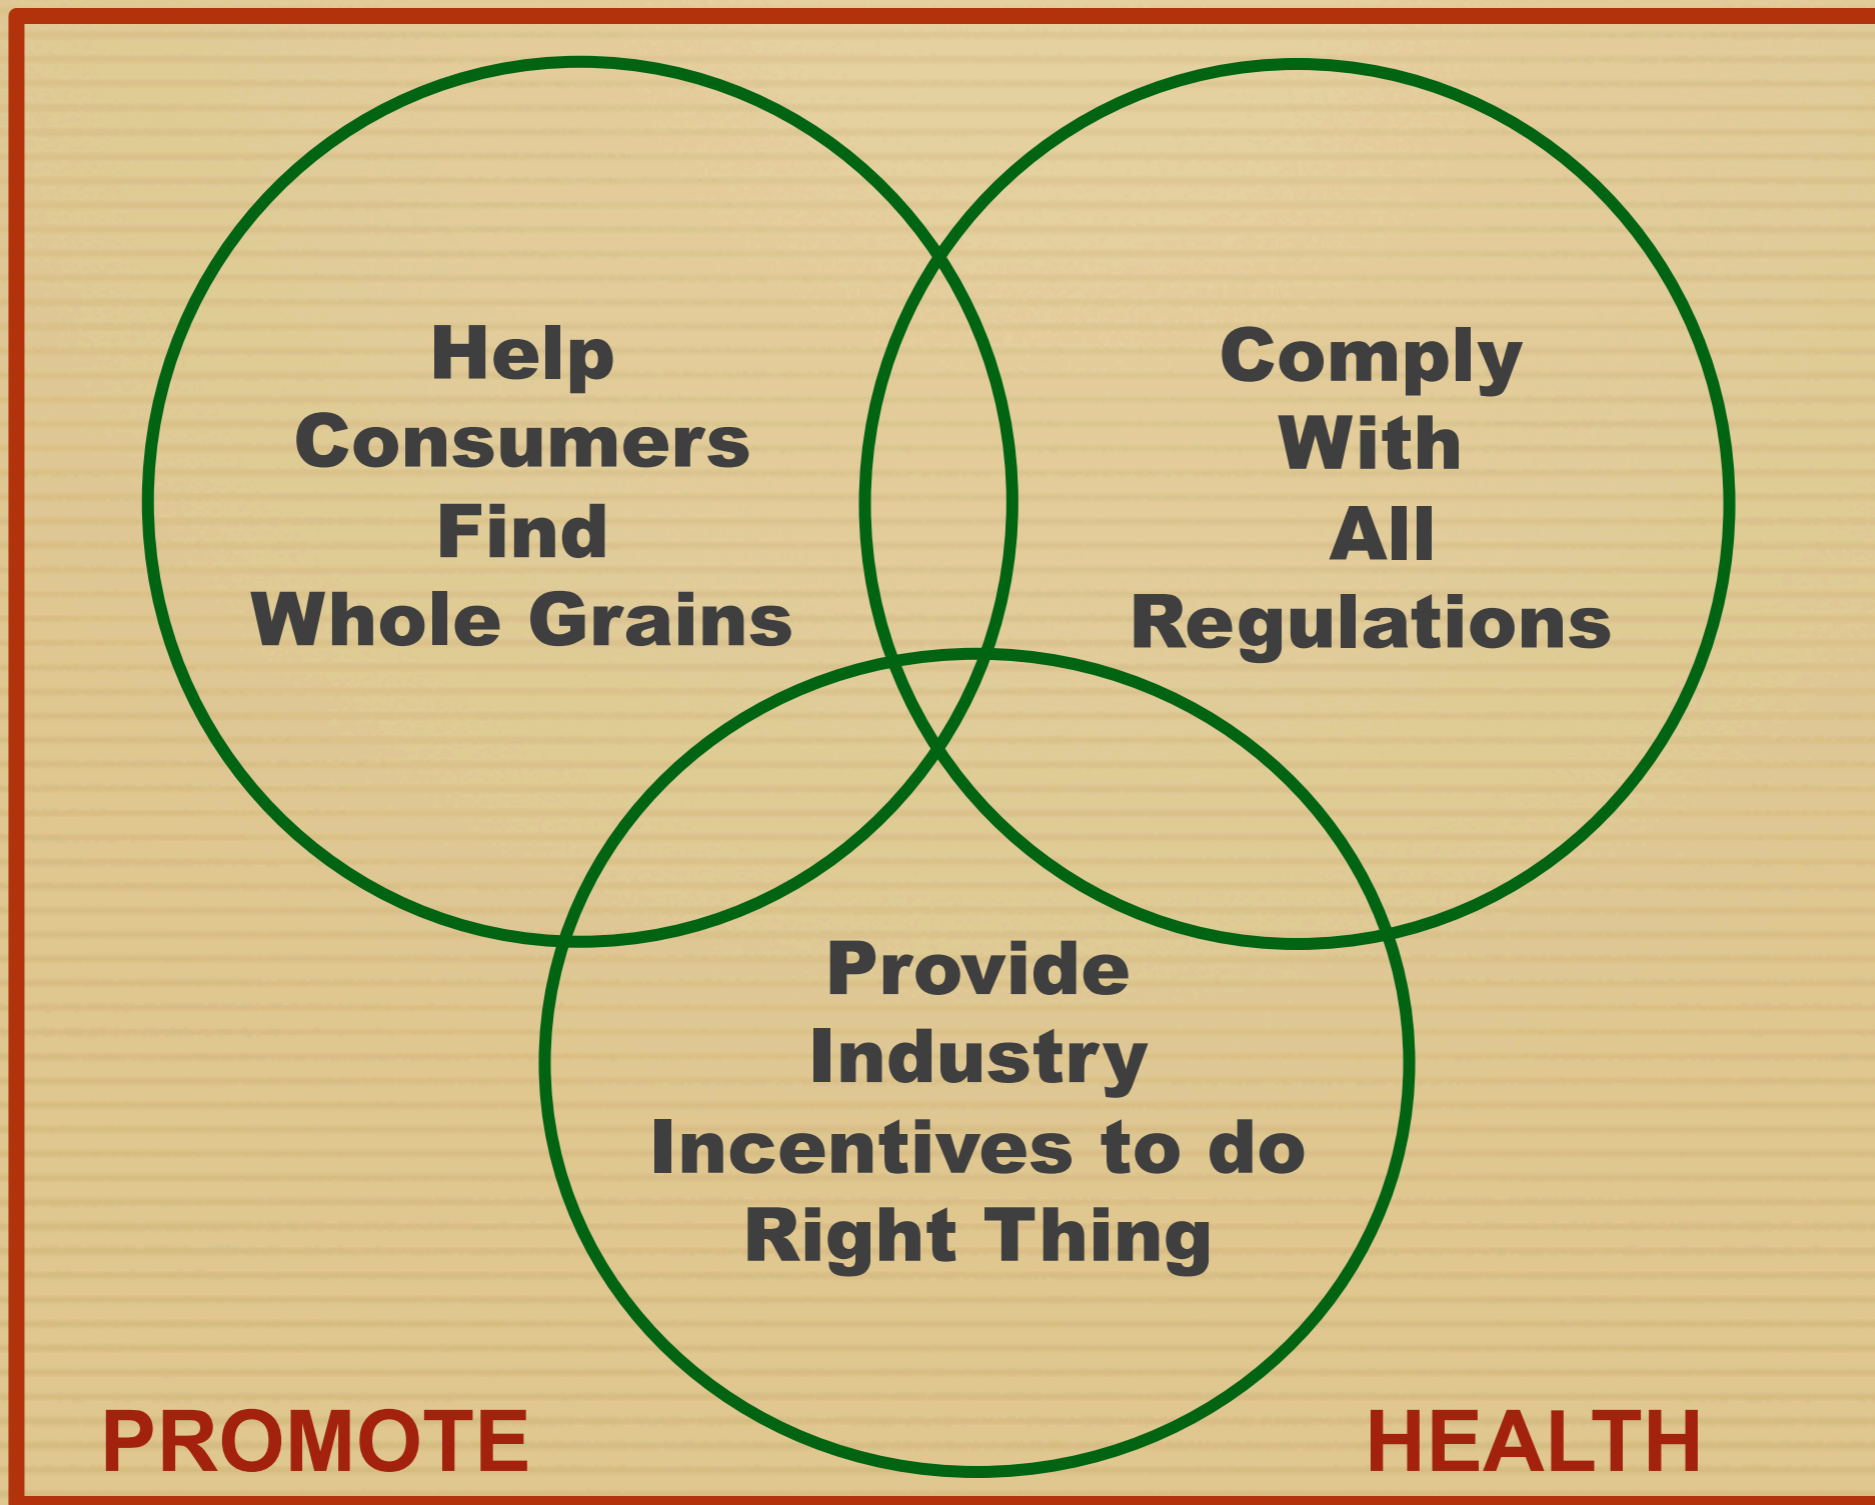 Help
Consumers
Find
Whole Grains
Comply
With
All
Regulations
Provide
Industry
Incentives to do
Right Thing
PROMOTE
HEALTH